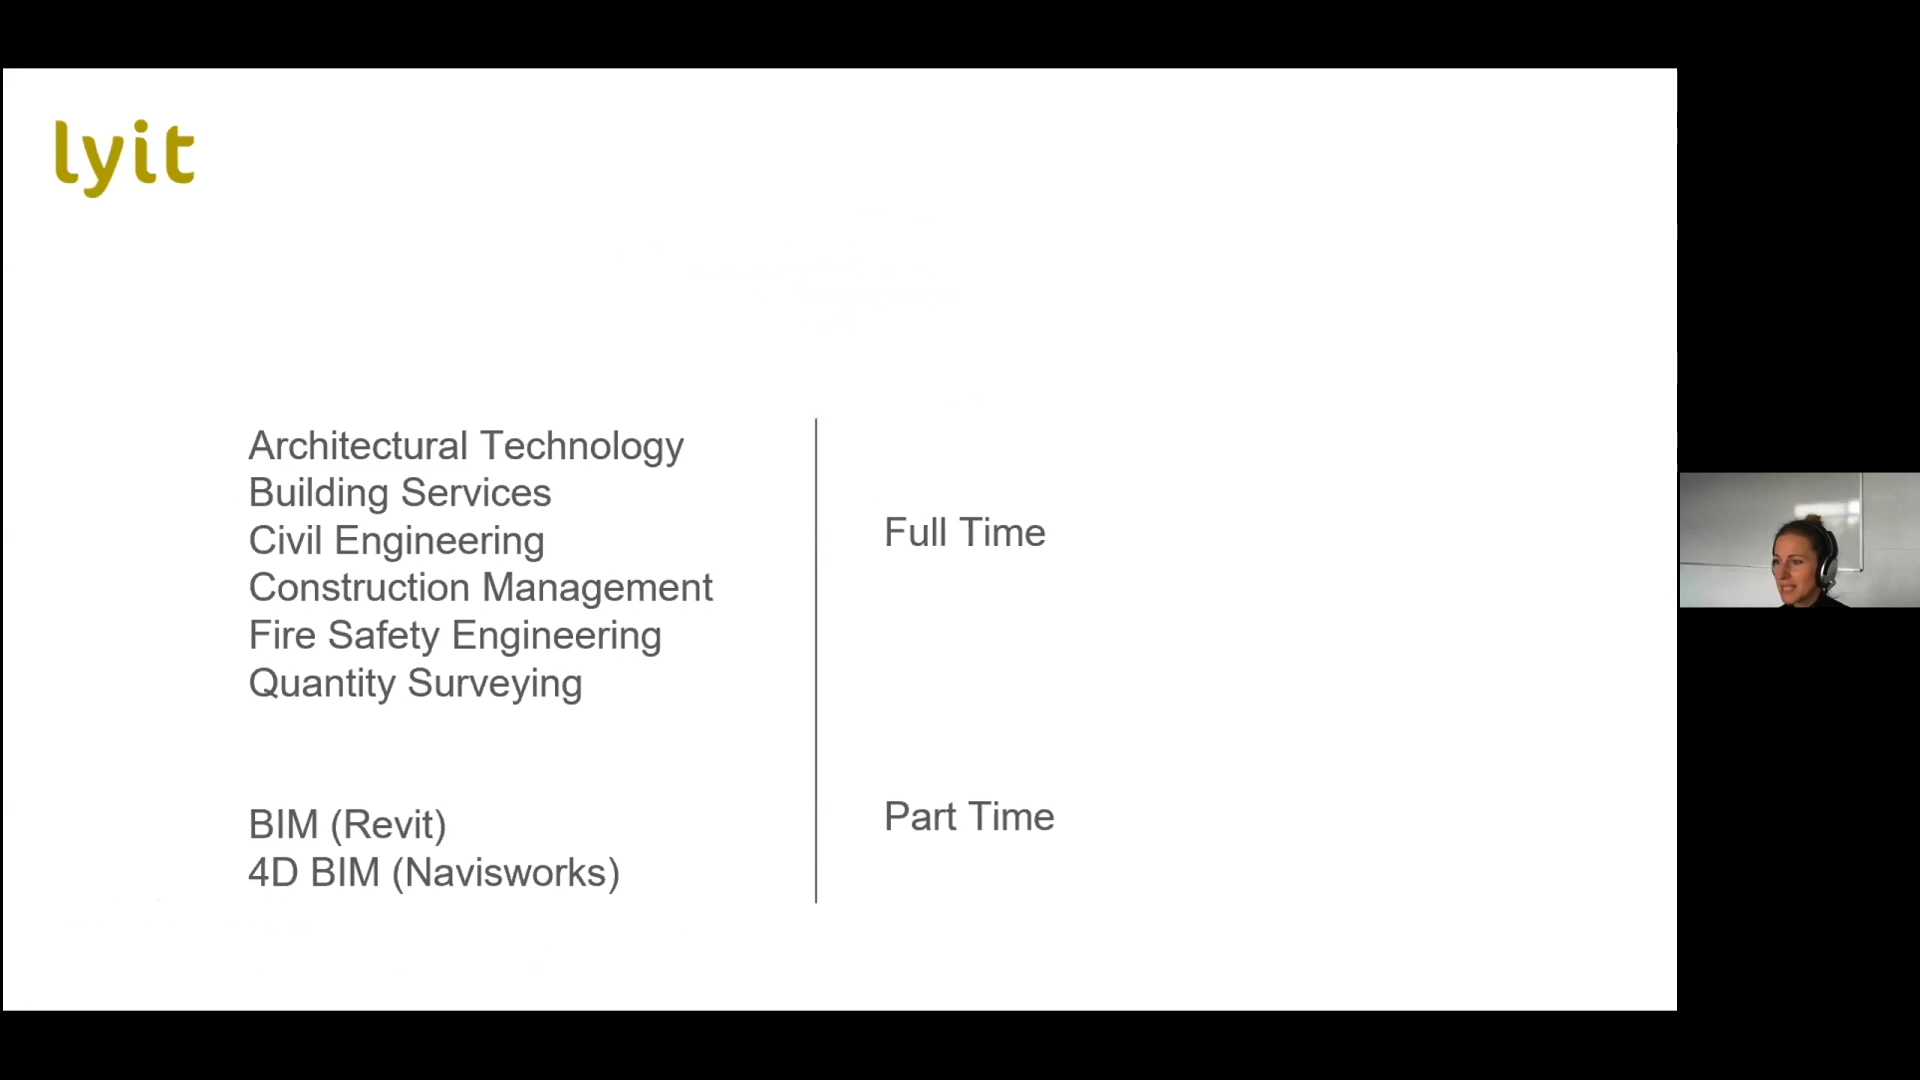 lyit
Architectural Technology
Building Services
Civil Engineering
Construction Management
Fire Safety Engineering
Quantity Surveying
Full Time
BIM (Revit)
4D BIM (Navisworks)
Part Time